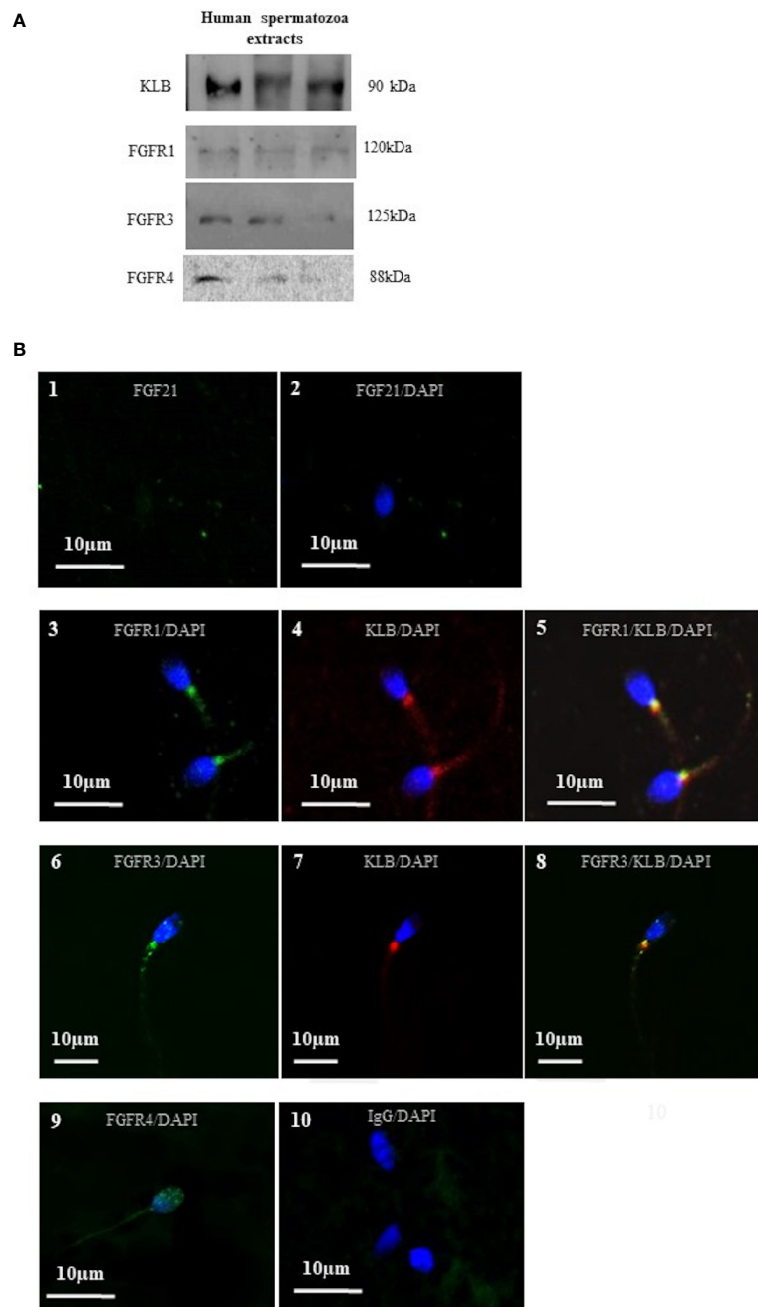 A
Human spermatozoa
extracts
KLB 90 kDa
FGFR1 120kDa
FGFR3 125kDa
FGFR4 88kDa
B
1 FGF21
10μm
2 FGF21/DAPI
10μm
3 FGFR1/DAPI
10μm
4 KLB/DAPI
10μm
5 FGFR1/KLB/DAPI
10μm
6 FGFR3/DAPI
10μm
7 KLB/DAPI
10μm
8 FGFR3/KLB/DAPI
10μm
9 FGFR4/DAPI
10μm
10 IgG/DAPI
10μm
10